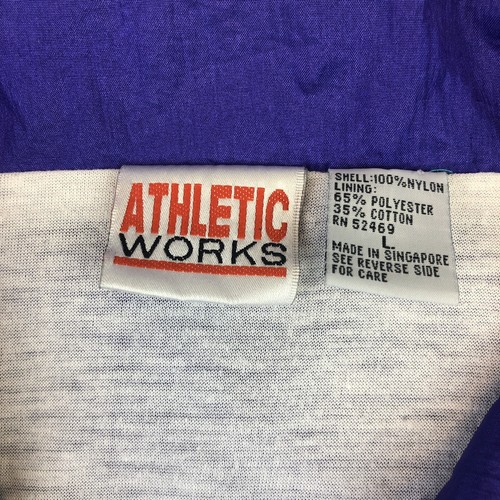 ATHLETIC
WORKS
SHELL:100%NYLON
LINING:
65% POLYESTER
35% COTTON
RN 52469
L
MADE IN SINGAPORE
SEE REVERSE SIDE
FOR CARE